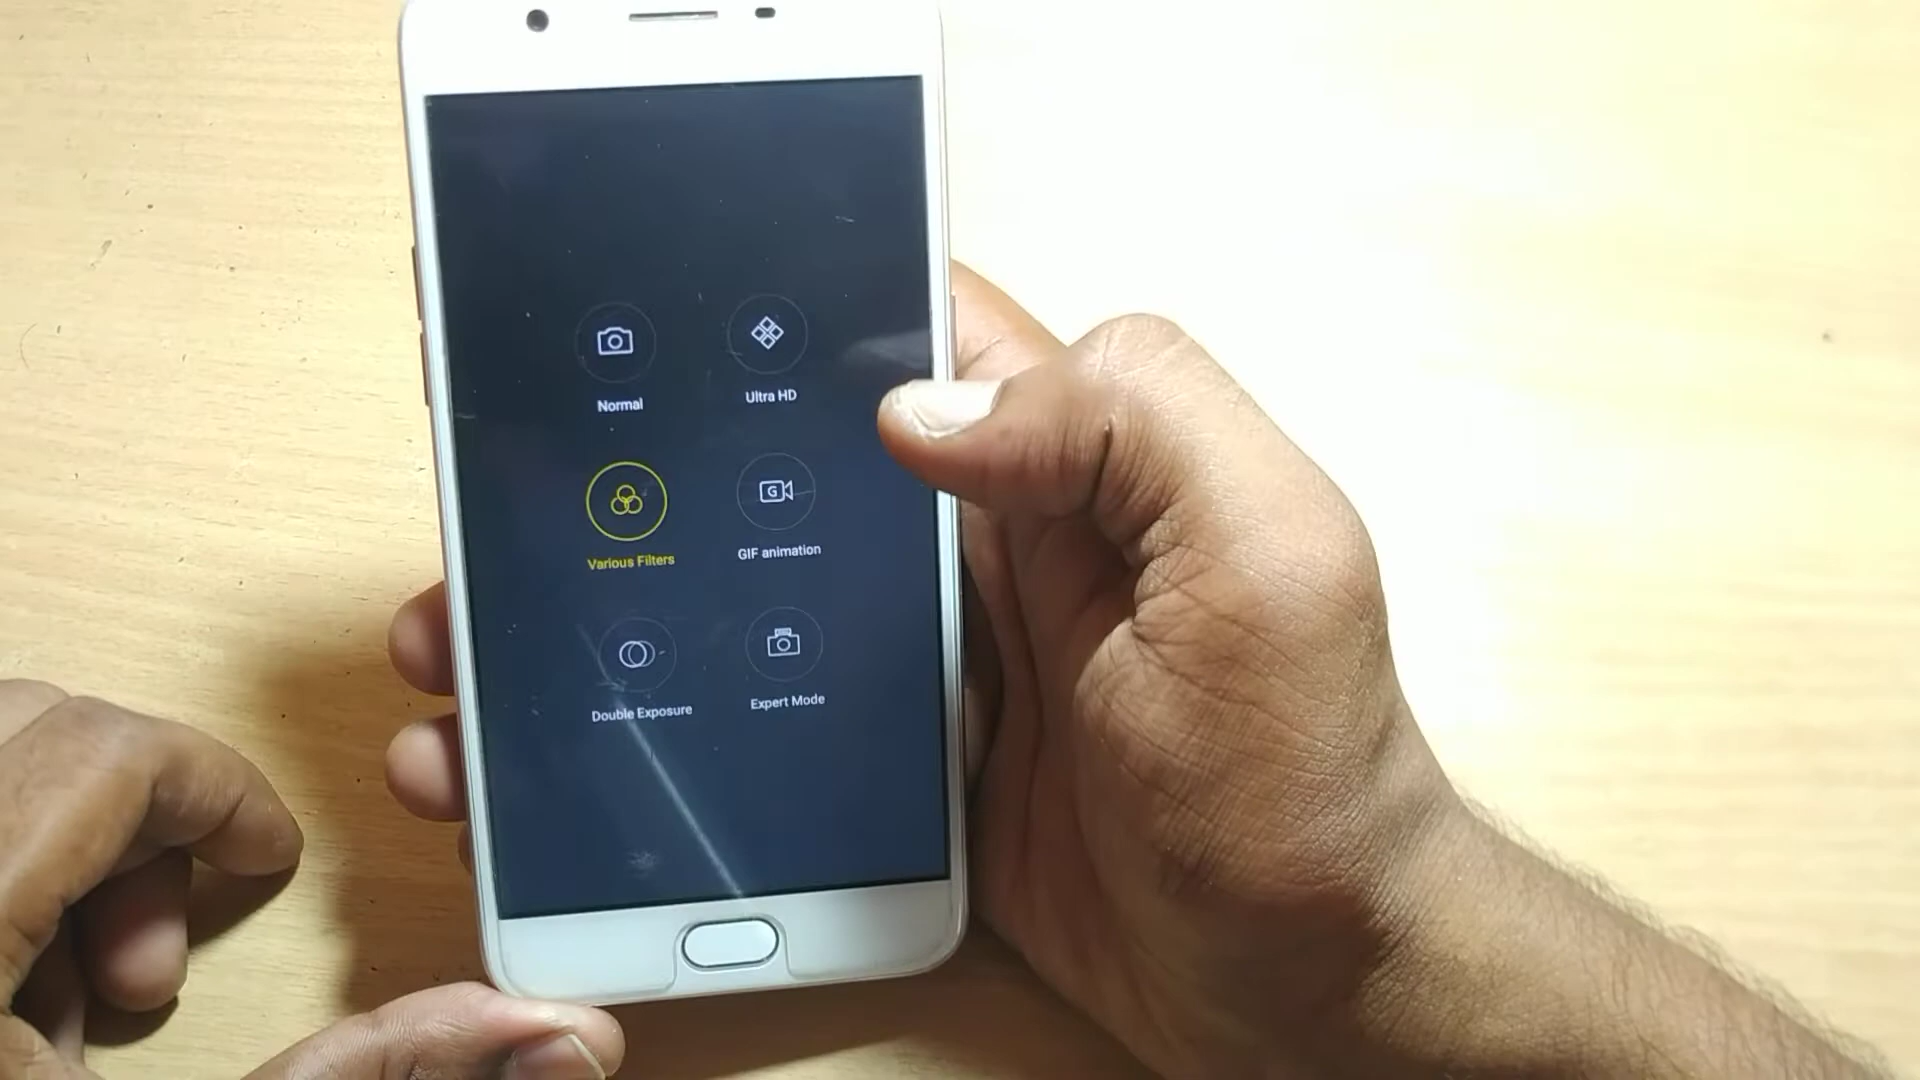 Normal
Ultra HD
Various Filters
GIF animation
Double Exposure
Expert Mode